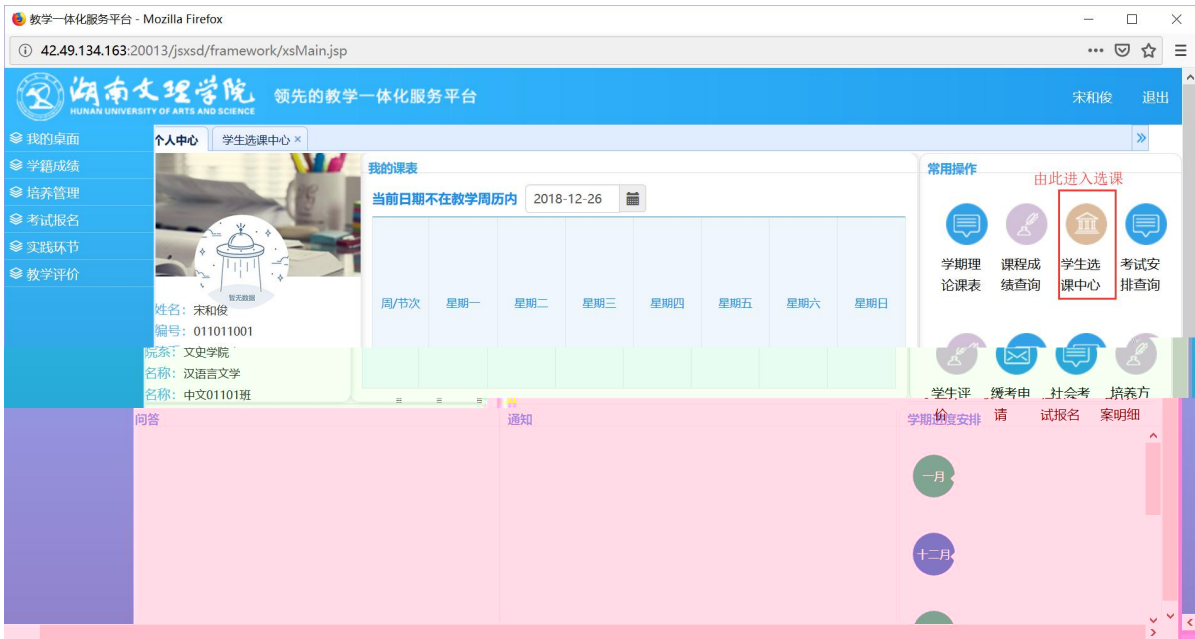 教学一体化服务平台 - Mozilla Firefox
42.49.134.163:20013/jsxsd/framework/xsMain.jsp
湖南文理学院
HUNAN UNIVERSITY OF ARTS AND SCIENCE
领先的教学一体化服务平台
宋和俊 退出
我的桌面
学籍成绩
培养管理
考试报名
实践环节
教学评价
个人中心 学生选课中心 ×
暂无数据
姓名：宋和俊
编号：011011001
院系：文史学院
名称：汉语言文学
名称：中文01101班
我的课表
当前日期不在教学周历内 2018-12-26
周/节次 星期一 星期二 星期三 星期四 星期五 星期六 星期日
常用操作
由此进入选课
学期理论课表
课程成绩查询
学生选课中心
考试安排查询
学生评价
缓考申请
社会考试报名
培养方案明细
问答
通知
学期进度安排
一月
十二月